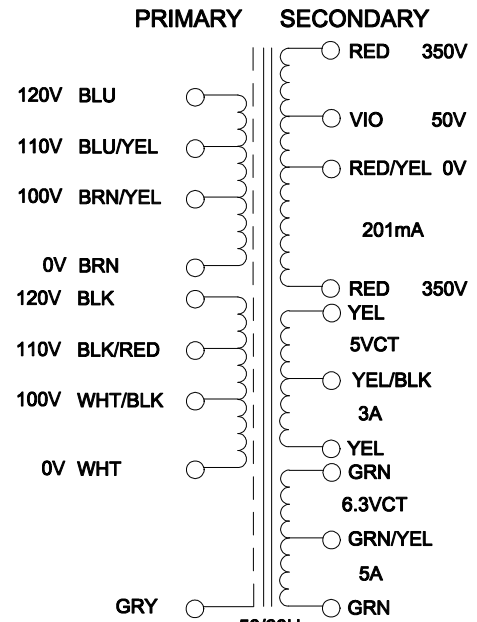 PRIMARY SECONDARY
RED 350V
120V BLU
VIO 50V
110V BLU/YEL
RED/YEL 0V
100V BRN/YEL
201mA
0V BRN
RED 350V
120V BLK
YEL
5VCT
110V BLK/RED
YEL/BLK
100V WHT/BLK
3A
YEL
0V WHT
GRN
6.3VCT
GRN/YEL
5A
GRY
GRN